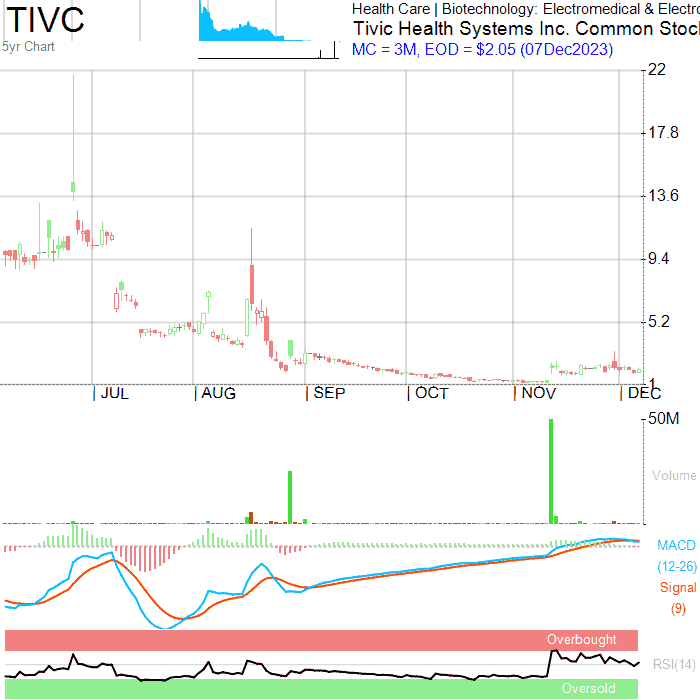 TIVC
5yr Chart
Health Care | Biotechnology: Electromedical & Electro
Tivic Health Systems Inc. Common Stoc
MC = 3M, EOD = $2.05 (07Dec2023)
22
17.8
13.6
9.4
5.2
1
JUL AUG SEP OCT NOV DEC
50M
Volume
MACD
(12-26)
Signal
(9)
Overbought
RSI(14)
Oversold